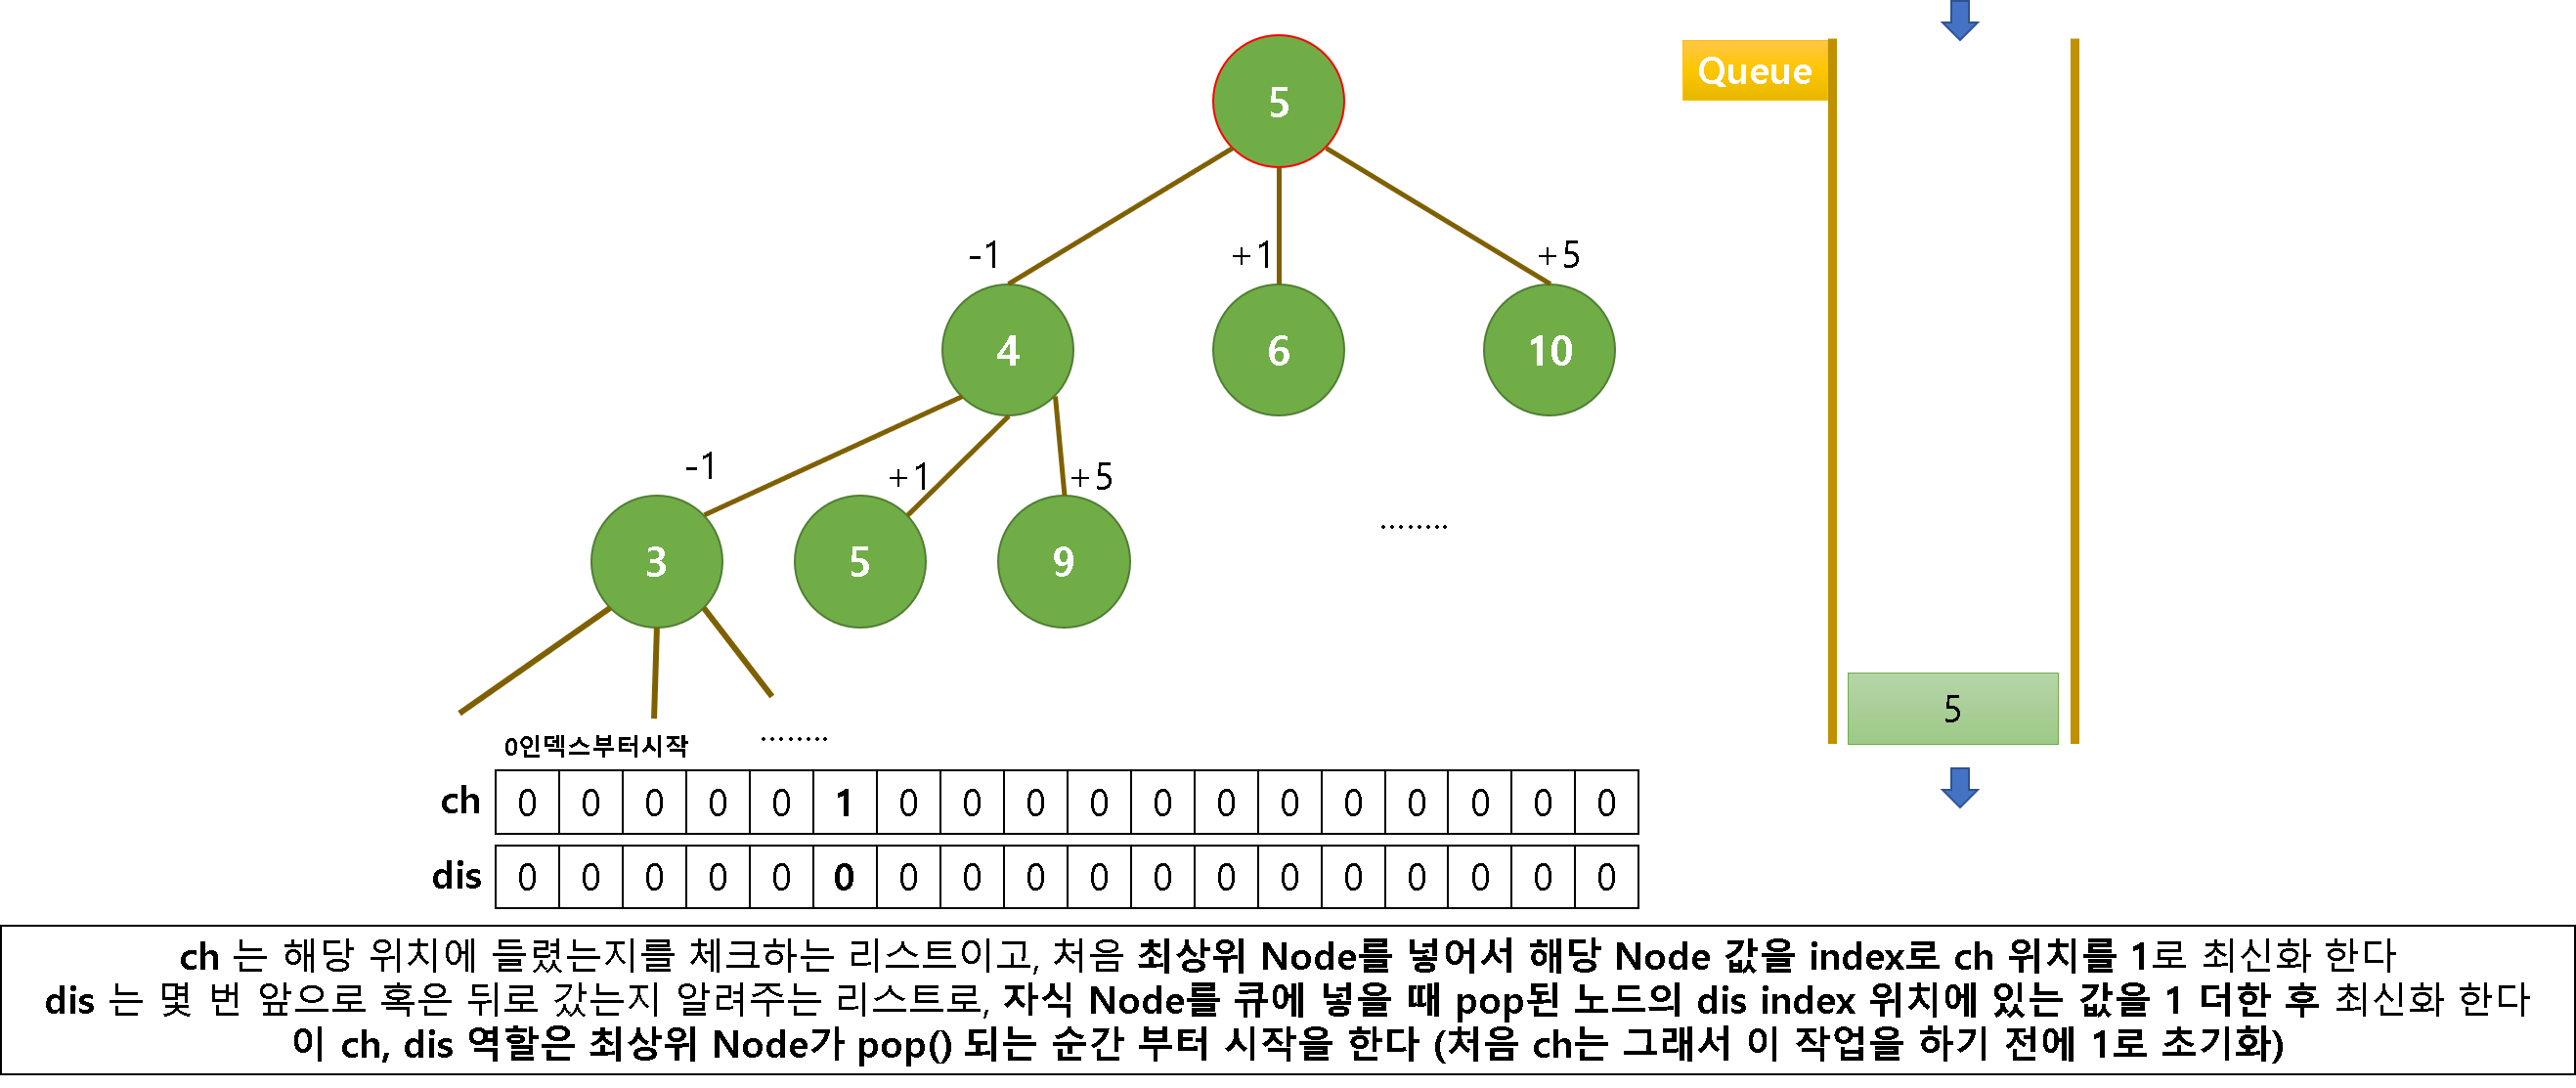 5
Queue
-1
+1
+5
4
6
10
-1
+1
+5
3
5
9
........
5
0인덱스부터시작
........
ch 0 0 0 0 0 1 0 0 0 0 0 0 0 0 0 0 0 0
dis 0 0 0 0 0 0 0 0 0 0 0 0 0 0 0 0 0 0
ch 는 해당 위치에 들렸는지를 체크하는 리스트이고, 처음 최상위 Node를 넣어서 해당 Node 값을 index로 ch 위치를 1로 최신화 한다
dis 는 몇 번 앞으로 혹은 뒤로 갔는지 알려주는 리스트로, 자식 Node를 큐에 넣을 때 pop된 노드의 dis index 위치에 있는 값을 1 더한 후 최신화 한다
이 ch, dis 역할은 최상위 Node가 pop() 되는 순간 부터 시작을 한다 (처음 ch는 그래서 이 작업을 하기 전에 1로 초기화)